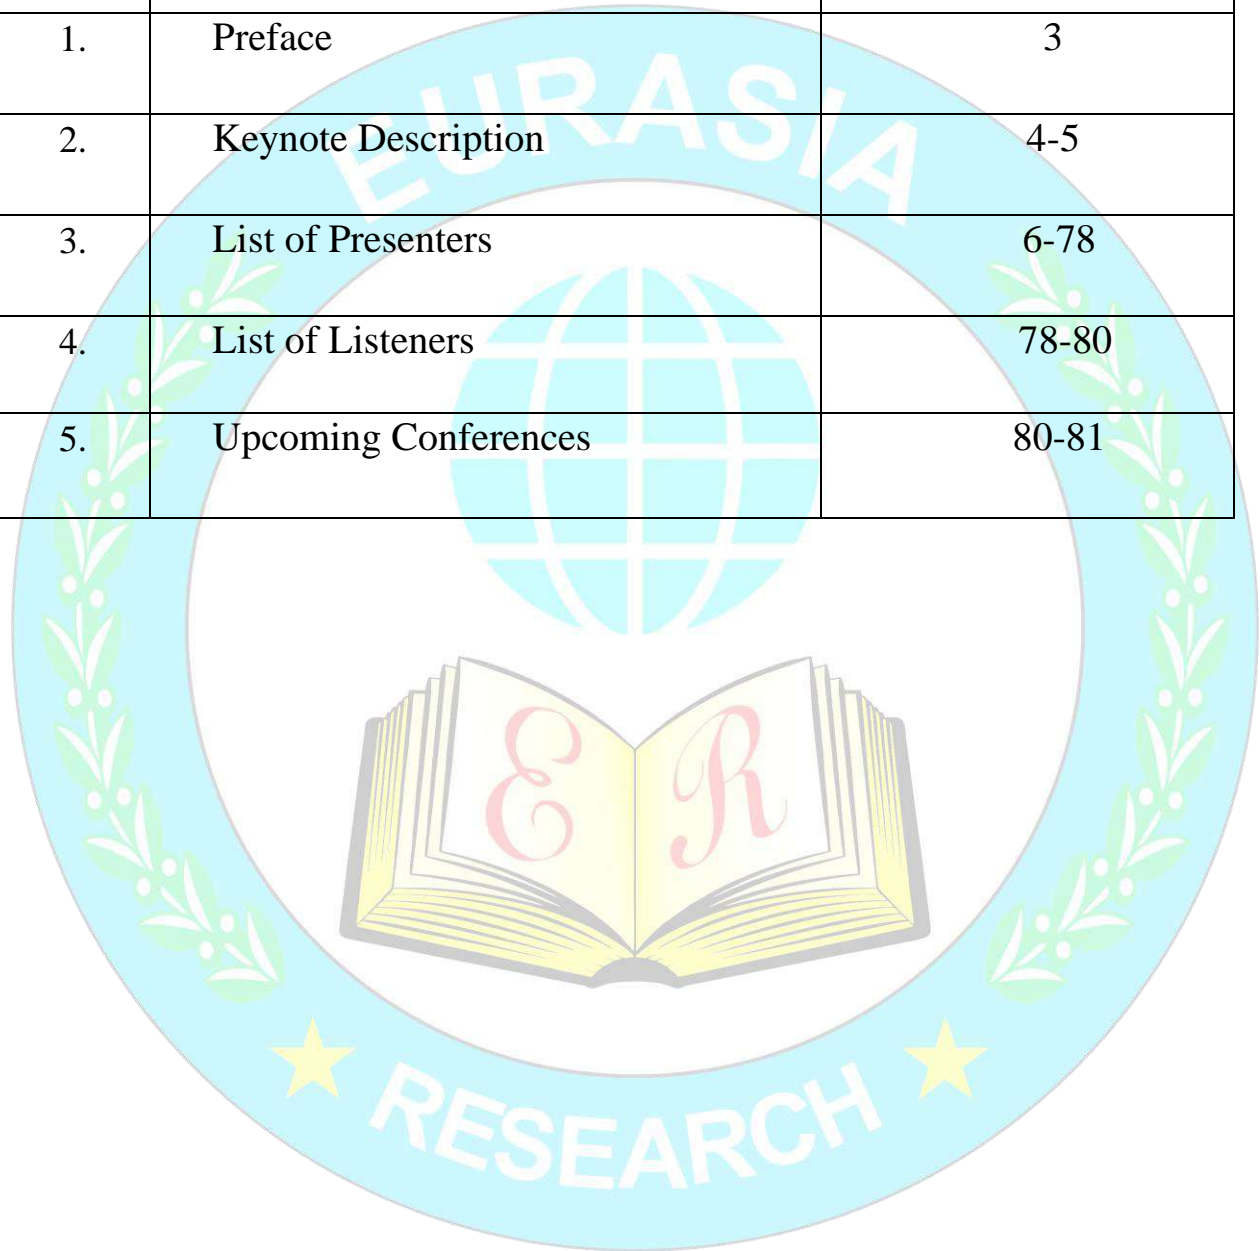 1. Preface 3
2. Keynote Description 4-5
3. List of Presenters 6-78
4. List of Listeners 78-80
5. Upcoming Conferences 80-81
EURASIA
E R
RESEARCH